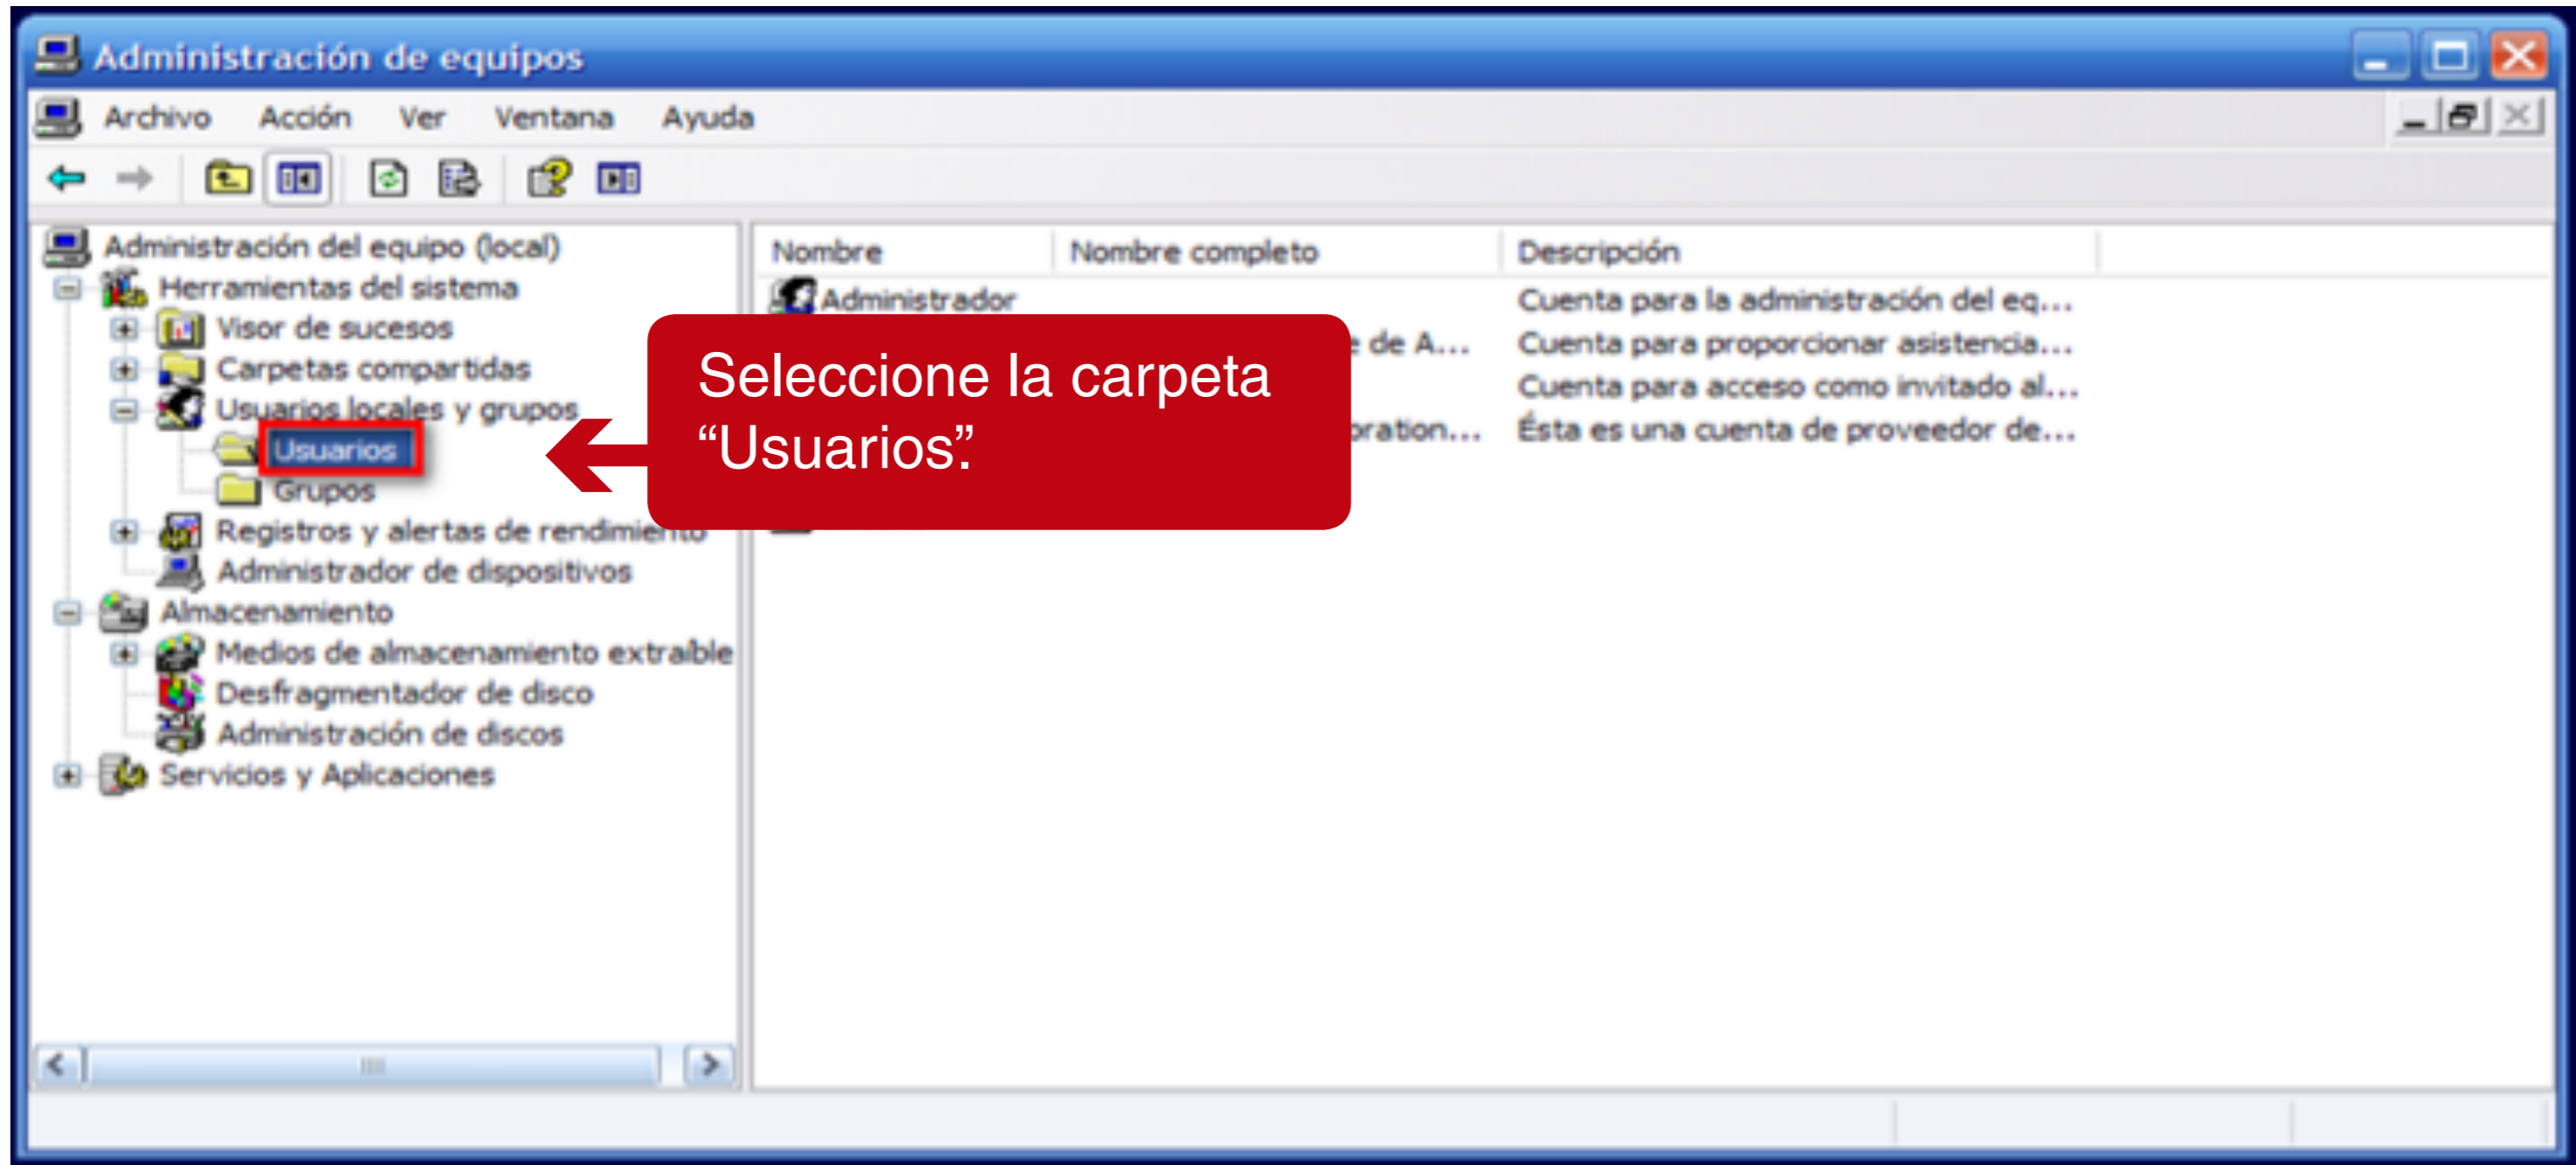 Administración de equipos
Archivo Acción Ver Ventana Ayuda
Administración del equipo (local)
Herramientas del sistema
Visor de sucesos
Carpetas compartidas
Usuarios locales y grupos
Usuarios
Grupos
Registros y alertas de rendimiento
Administrador de dispositivos
Almacenamiento
Medios de almacenamiento extraíble
Desfragmentador de disco
Administración de discos
Servicios y Aplicaciones
Nombre Nombre completo Descripción
Administrador Cuenta para la administración del eq...
de A... Cuenta para proporcionar asistencia...
Cuenta para acceso como invitado al...
oration... Ésta es una cuenta de proveedor de...
Seleccione la carpeta
“Usuarios”.